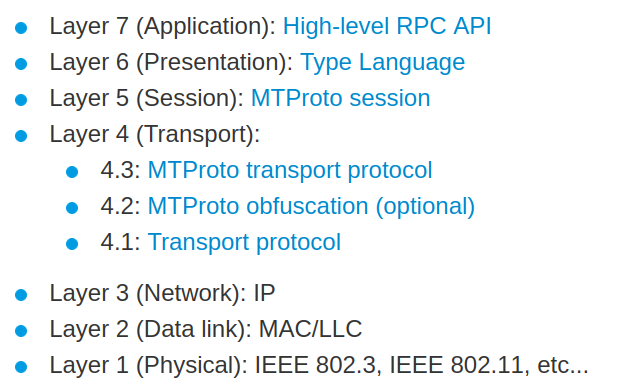 Layer 7 (Application): High-level RPC API
Layer 6 (Presentation): Type Language
Layer 5 (Session): MTProto session
Layer 4 (Transport):
4.3: MTProto transport protocol
4.2: MTProto obfuscation (optional)
4.1: Transport protocol
Layer 3 (Network): IP
Layer 2 (Data link): MAC/LLC
Layer 1 (Physical): IEEE 802.3, IEEE 802.11, etc...